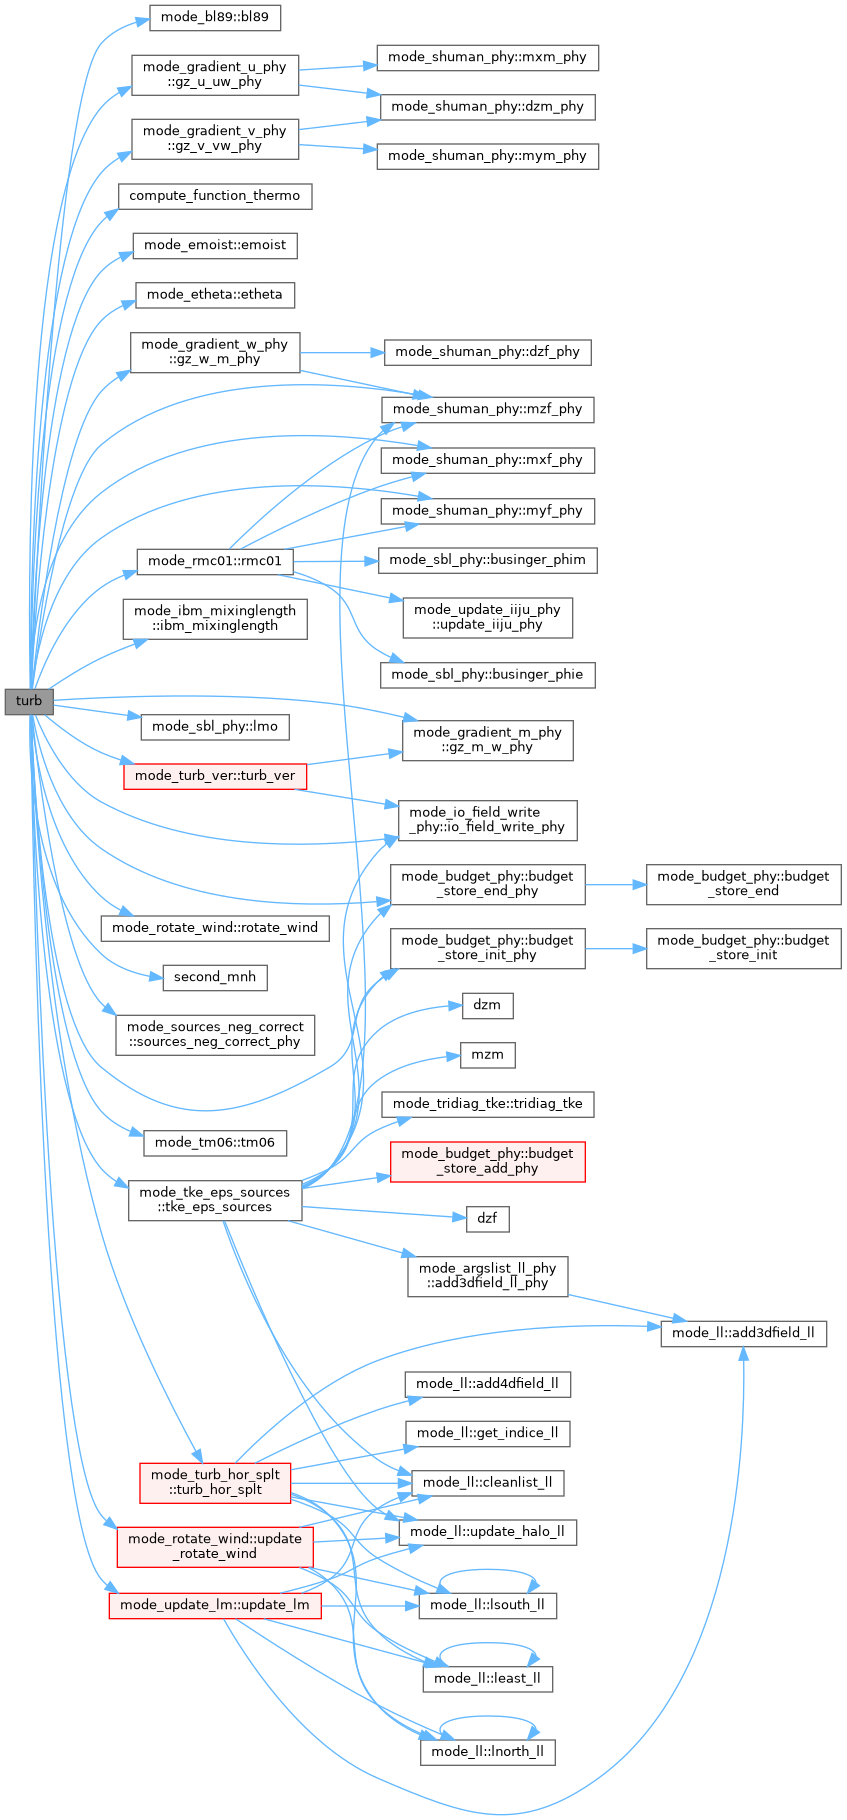 mode_bl89::bl89
mode_gradient_u_phy
::gz_u_uw_phy
mode_shuman_phy::mxm_phy
mode_shuman_phy::dzm_phy
mode_gradient_v_phy
::gz_v_vw_phy
mode_shuman_phy::mym_phy
compute_function_thermo
mode_emoist::emoist
mode_etheta::etheta
mode_gradient_w_phy
::gz_w_m_phy
mode_shuman_phy::dzf_phy
mode_shuman_phy::mzf_phy
mode_shuman_phy::mxf_phy
mode_shuman_phy::myf_phy
mode_rmc01::rmc01
mode_sbl_phy::businger_phim
mode_ibm_mixinglength
::ibm_mixinglength
mode_update_iiju_phy
::update_iiju_phy
mode_sbl_phy::businger_phie
turb
mode_sbl_phy::lmo
mode_gradient_m_phy
::gz_m_w_phy
mode_turb_ver::turb_ver
mode_io_field_write
_phy::io_field_write_phy
mode_budget_phy::budget
_store_end_phy
mode_budget_phy::budget
_store_end
mode_rotate_wind::rotate_wind
mode_budget_phy::budget
_store_init_phy
mode_budget_phy::budget
_store_init
second_mnh
dzm
mode_sources_neg_correct
::sources_neg_correct_phy
mzm
mode_tridiag_tke::tridiag_tke
mode_tm06::tm06
mode_budget_phy::budget
_store_add_phy
mode_tke_eps_sources
::tke_eps_sources
dzf
mode_argslist_ll_phy
::add3dfield_ll_phy
mode_ll::add3dfield_ll
mode_ll::add4dfield_ll
mode_ll::get_indice_ll
mode_turb_hor_splt
::turb_hor_splt
mode_ll::cleanlist_ll
mode_ll::update_halo_ll
mode_rotate_wind::update
_rotate_wind
mode_update_lm::update_lm
mode_ll::lsouth_ll
mode_ll::least_ll
mode_ll::lnorth_ll